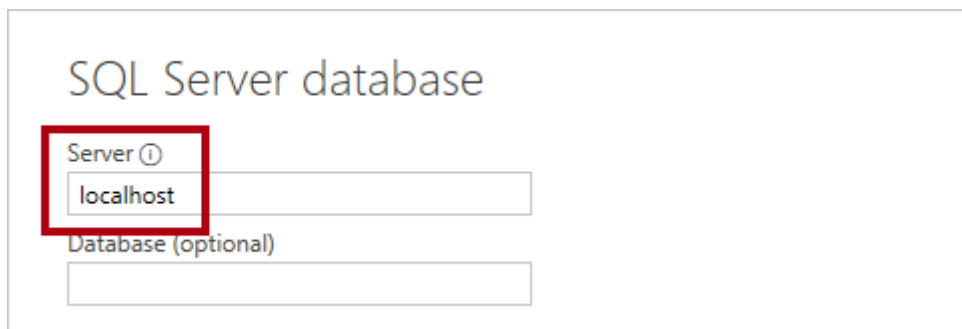 SQL Server database
Server ⓘ
localhost
Database (optional)